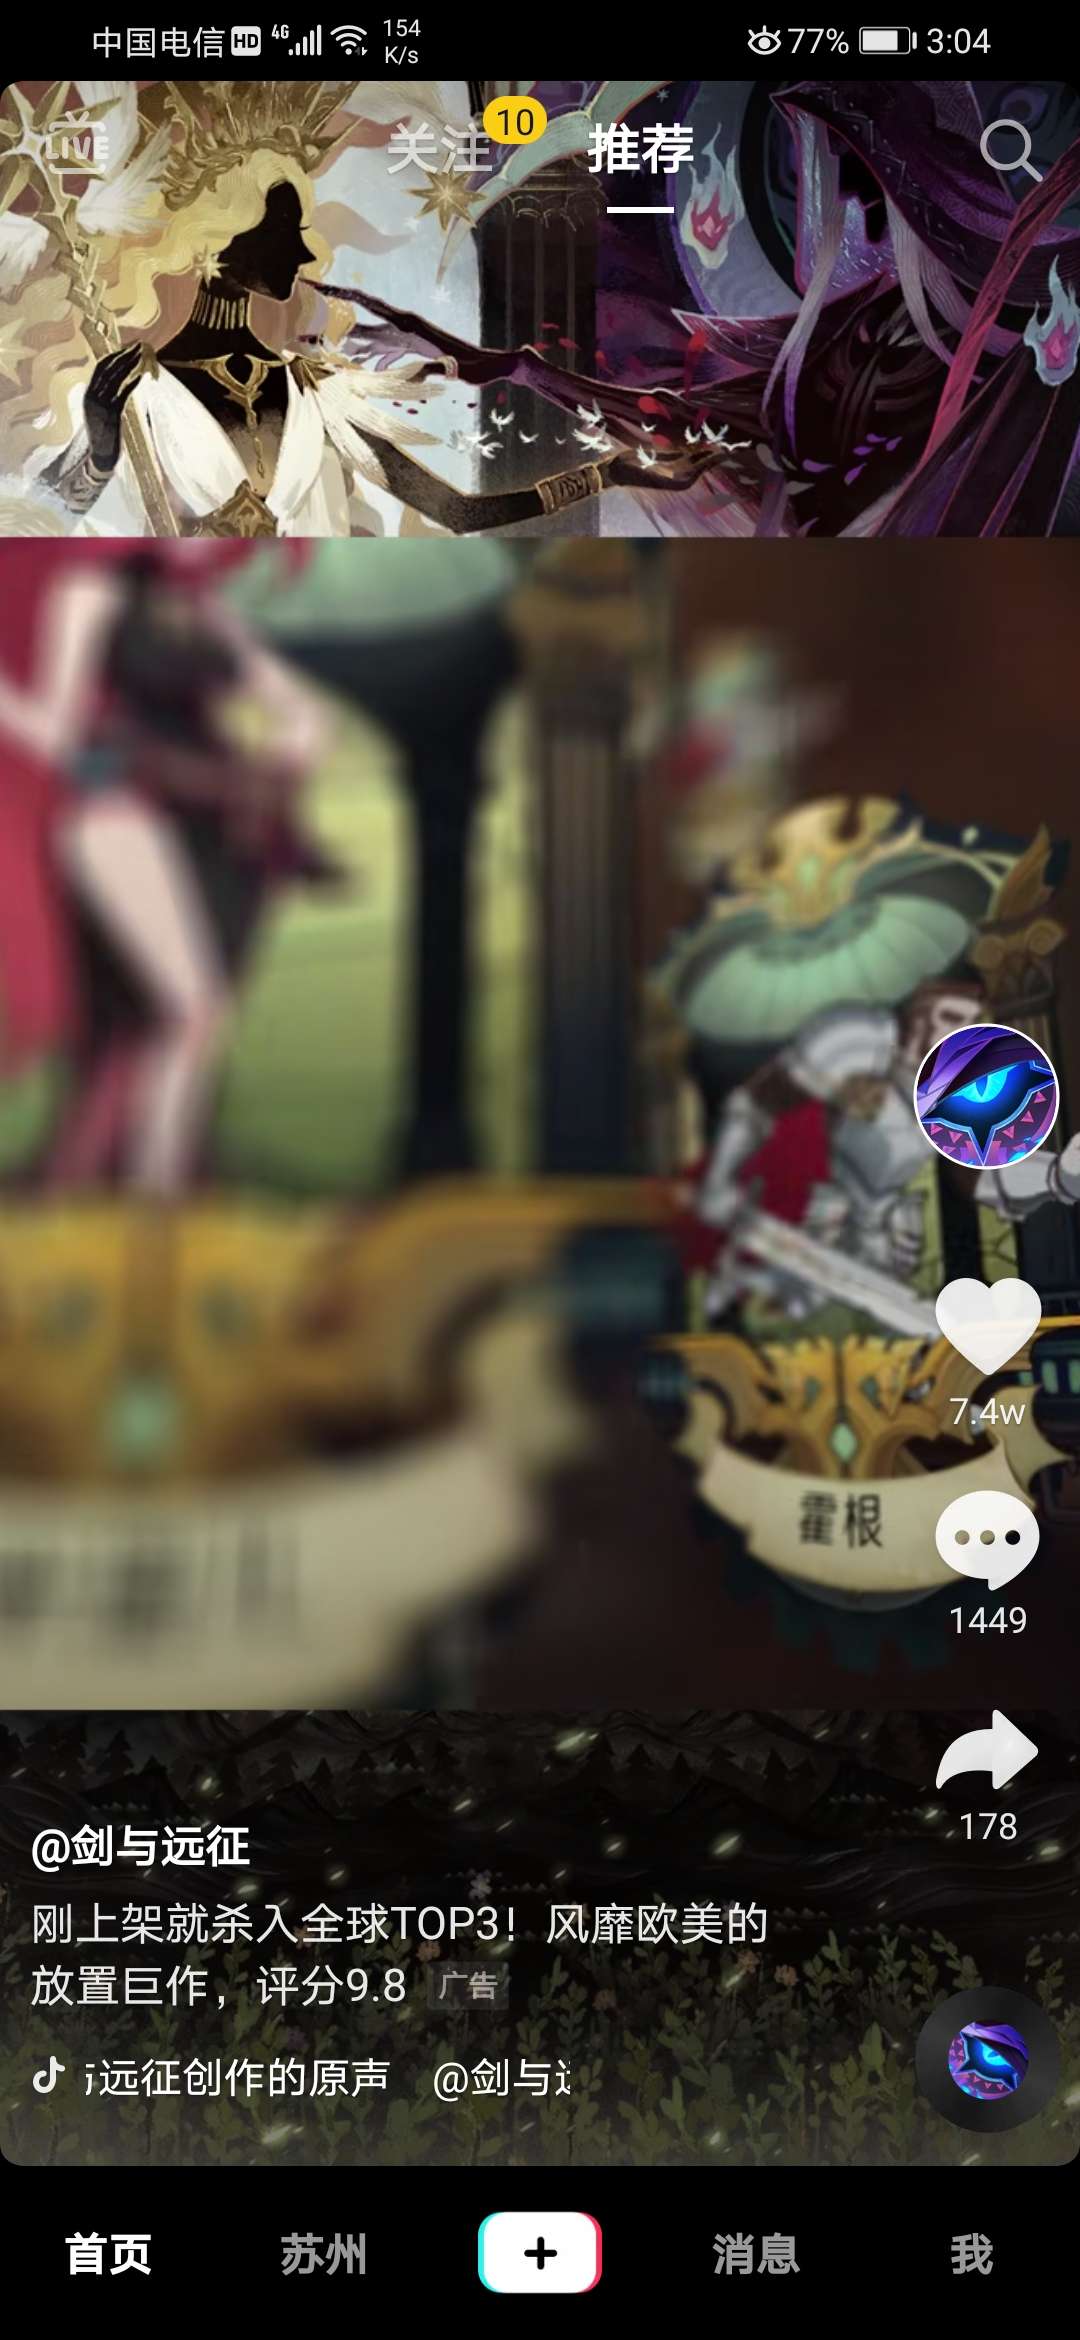 中国电信 HD 4G 154 K/s 77% 3:04
LIVE 关注 10 推荐
7.4w
霍根
1449
178
@剑与远征
刚上架就杀入全球TOP3！风靡欧美的
放置巨作，评分9.8 广告
远征创作的原声 @剑与
首页 苏州 消息 我